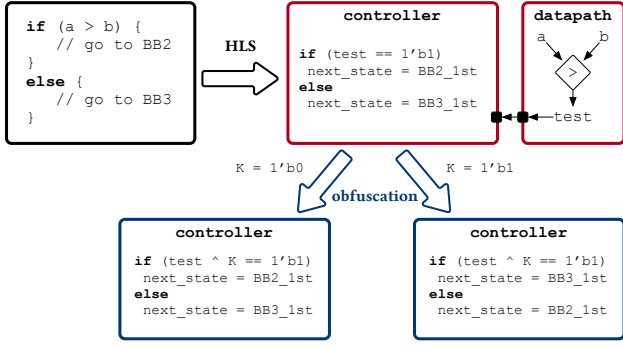 if (a > b) {
// go to BB2
}
else {
// go to BB3
}
HLS
controller
if (test == 1'b1)
next_state = BB2_1st
else
next_state = BB3_1st
datapath
a b
>
test
K = 1'b0
K = 1'b1
obfuscation
controller
if (test ^ K == 1'b1)
next_state = BB2_1st
else
next_state = BB3_1st
controller
if (test ^ K == 1'b1)
next_state = BB3_1st
else
next_state = BB2_1st